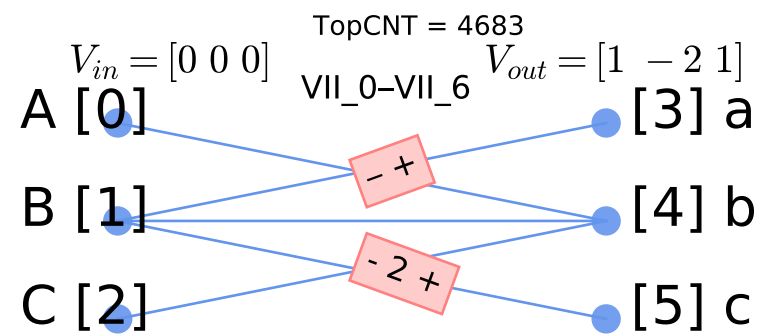 TopCNT = 4683
V_in = [0 0 0]
V_out = [1 −2 1]
VII_0–VII_6
A [0]
[3] a
− +
B [1]
[4] b
- 2 +
C [2]
[5] c